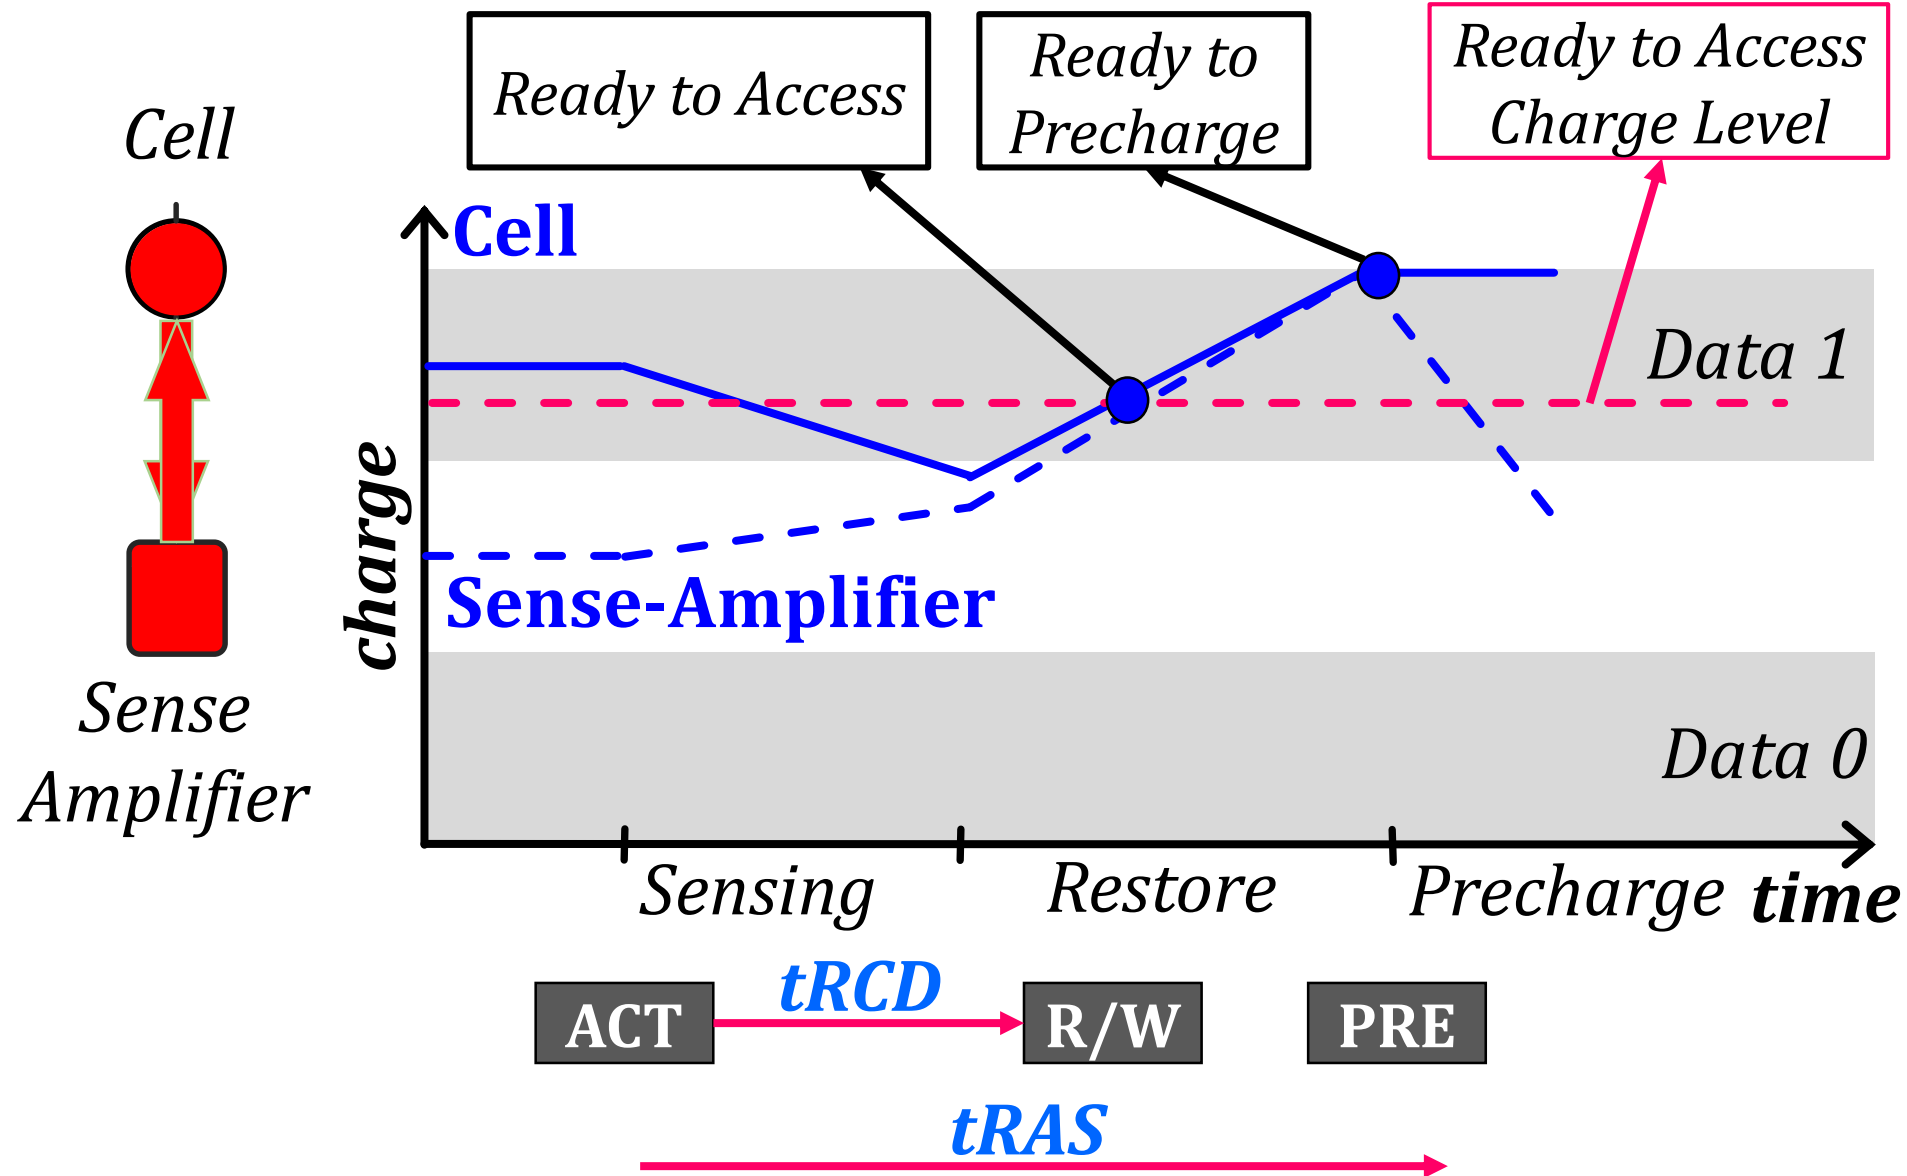 Ready to Access
Ready to
Precharge
Ready to Access
Charge Level
Cell
Cell
Data 1
charge
Sense-Amplifier
Sense
Amplifier
Data 0
Sensing
Restore
Precharge
time
tRCD
ACT
R/W
PRE
tRAS